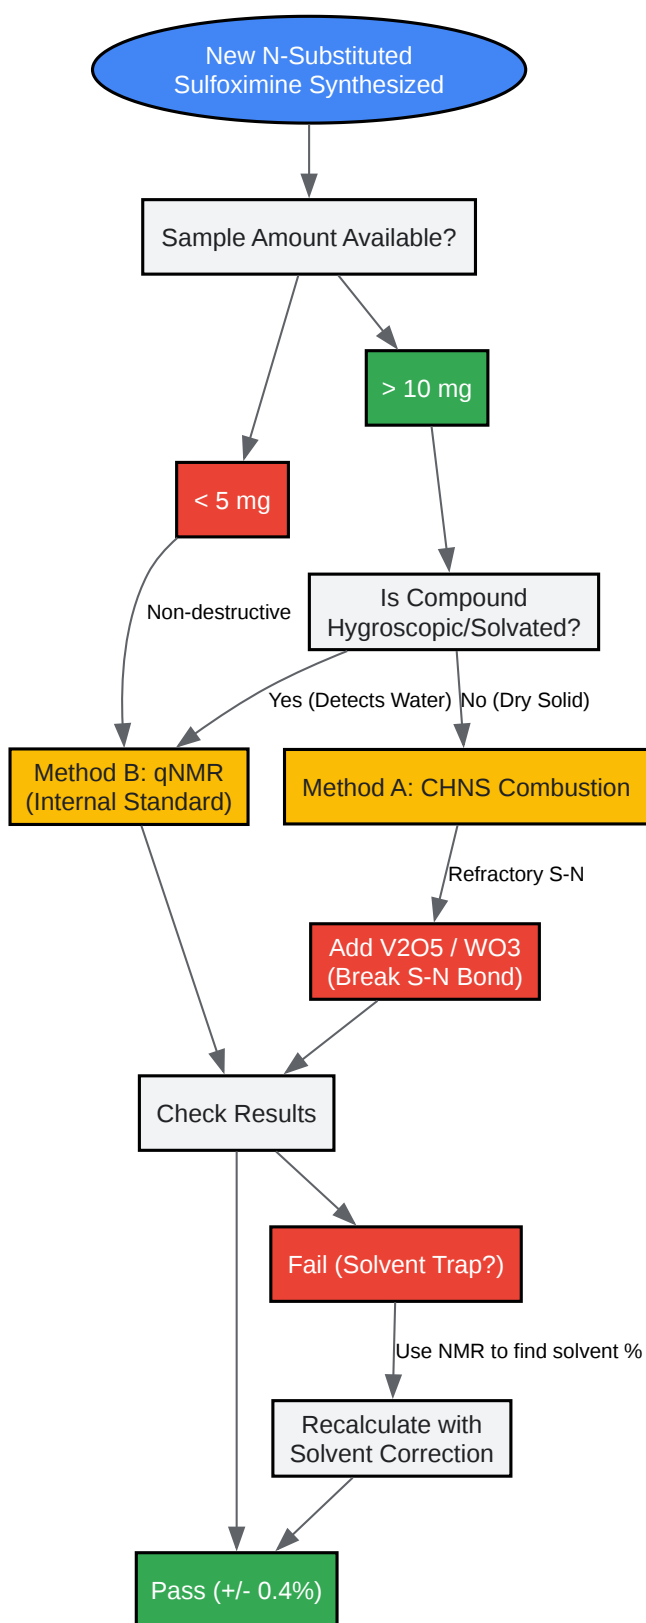 New N-Substituted
Sulfoximine Synthesized
Sample Amount Available?
> 10 mg
< 5 mg
Is Compound
Hygroscopic/Solvated?
Non-destructive
Yes (Detects Water)
No (Dry Solid)
Method B: qNMR
(Internal Standard)
Method A: CHNS Combustion
Refractory S-N
Add V2O5 / WO3
(Break S-N Bond)
Check Results
Fail (Solvent Trap?)
Use NMR to find solvent %
Recalculate with
Solvent Correction
Pass (+/- 0.4%)